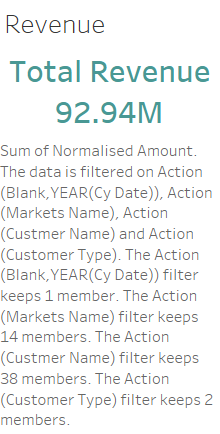 Revenue
Total Revenue
92.94M
Sum of Normalised Amount.
The data is filtered on Action
(Blank,YEAR(Cy Date)), Action
(Markets Name), Action
(Custmer Name) and Action
(Customer Type). The Action
(Blank,YEAR(Cy Date)) filter
keeps 1 member. The Action
(Markets Name) filter keeps
14 members. The Action
(Custmer Name) filter keeps
38 members. The Action
(Customer Type) filter keeps 2
members.